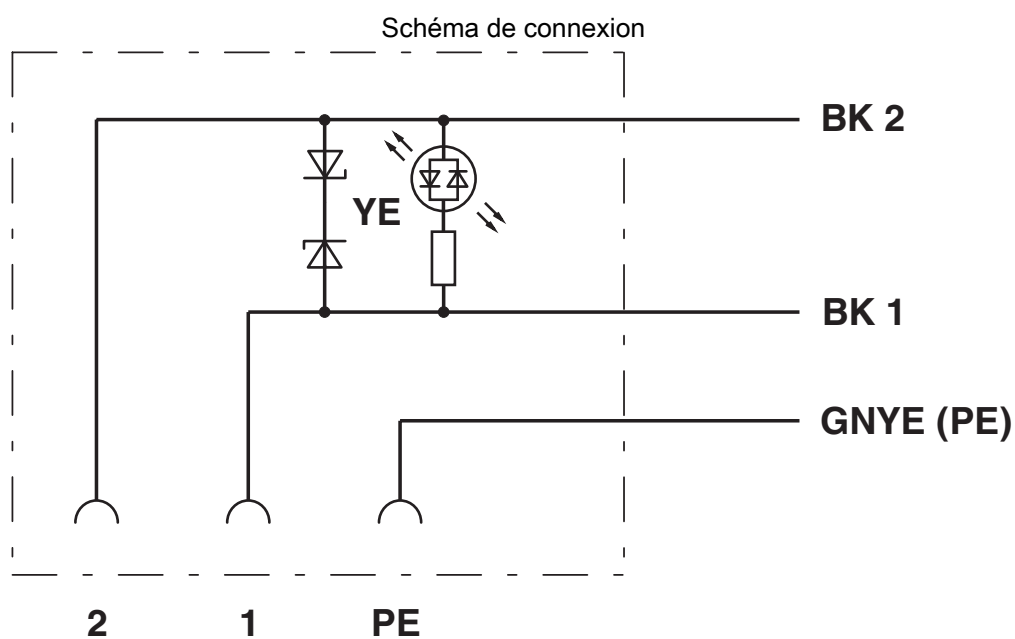 Schéma de connexion
BK 2
YE
BK 1
GNYE (PE)
2 1 PE